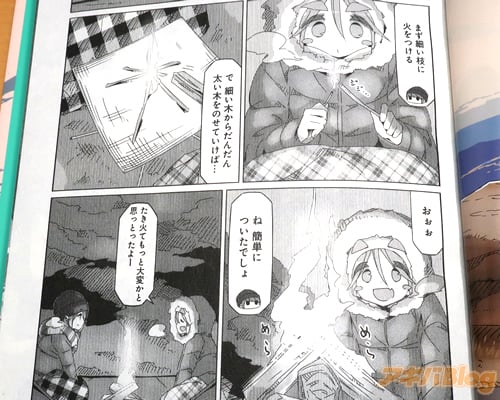 まず細い枝に
火をつける
で 細い木からだんだん
太い木をのせていけば…
おぉぉ
ね 簡単に
ついたでしょ
めら
めら
たき火てもっと大変かと
思っとったよー
アキバBlog